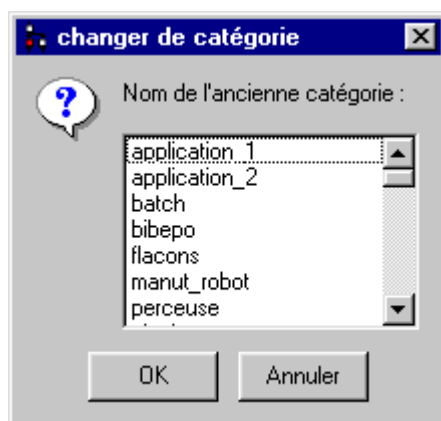 changer de catégorie
Nom de l'ancienne catégorie :
application_1
application_2
batch
bibepo
flacons
manut_robot
perceuse
OK
Annuler